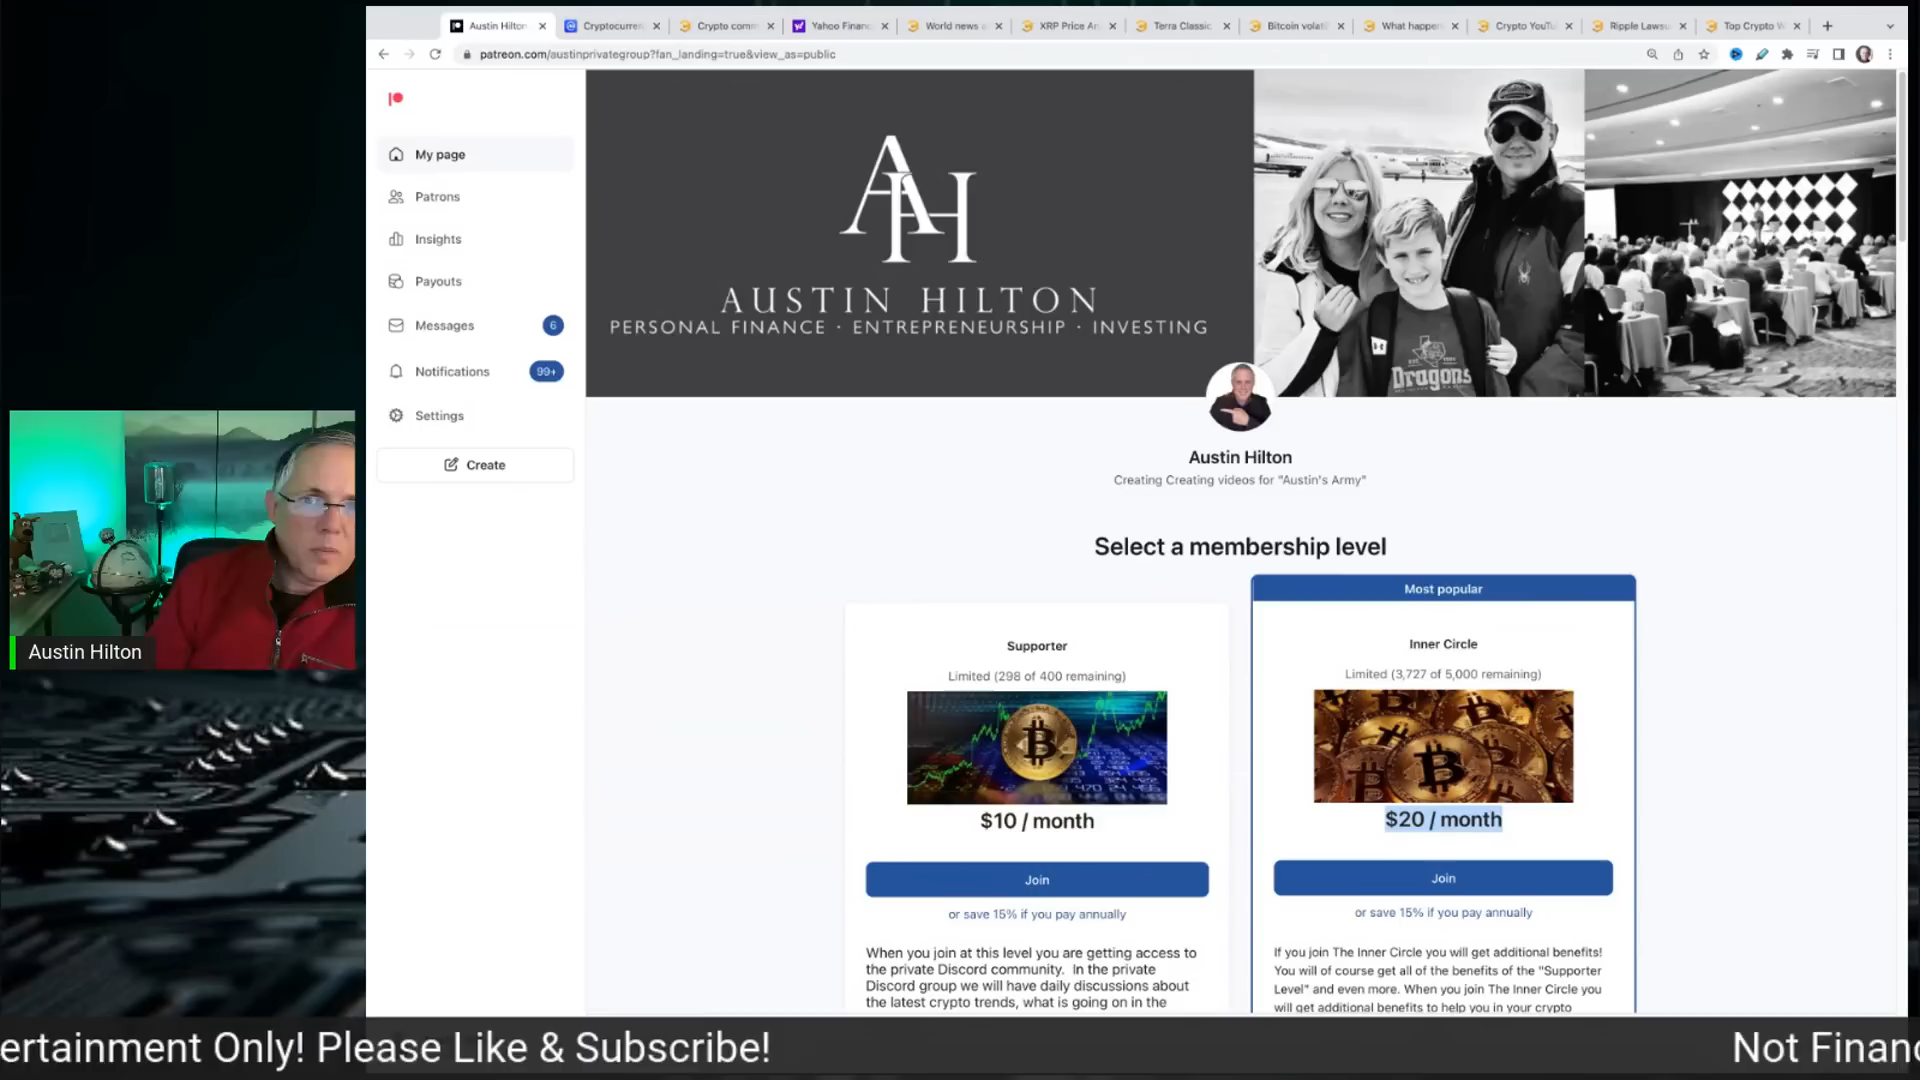 Austin Hilton
Cryptocurren
Crypto comm
Yahoo Financ
World news a
XRP Price An
Terra Classic
Bitcoin volati
What happen
Crypto YouTu
Ripple Lawsu
Top Crypto W
patreon.com/austinprivategroup?fan_landing=true&view_as=public
My page
Patrons
Insights
Payouts
Messages 6
Notifications 99+
Settings
Create
AH
AUSTIN HILTON
PERSONAL FINANCE · ENTREPRENEURSHIP · INVESTING
Dragons
Austin Hilton
Creating Creating videos for "Austin's Army"
Select a membership level
Supporter
Limited (298 of 400 remaining)
$10 / month
Join
or save 15% if you pay annually
When you join at this level you are getting access to
the private Discord community. In the private
Discord group we will have daily discussions about
the latest crypto trends, what is going on in the
Most popular
Inner Circle
Limited (3,727 of 5,000 remaining)
$20 / month
Join
or save 15% if you pay annually
If you join The Inner Circle you will get additional benefits!
You will of course get all of the benefits of the "Supporter
Level" and even more. When you join The Inner Circle you
will get additional benefits to help you in your crypto
Austin Hilton
ertainment Only! Please Like & Subscribe!
Not Financ